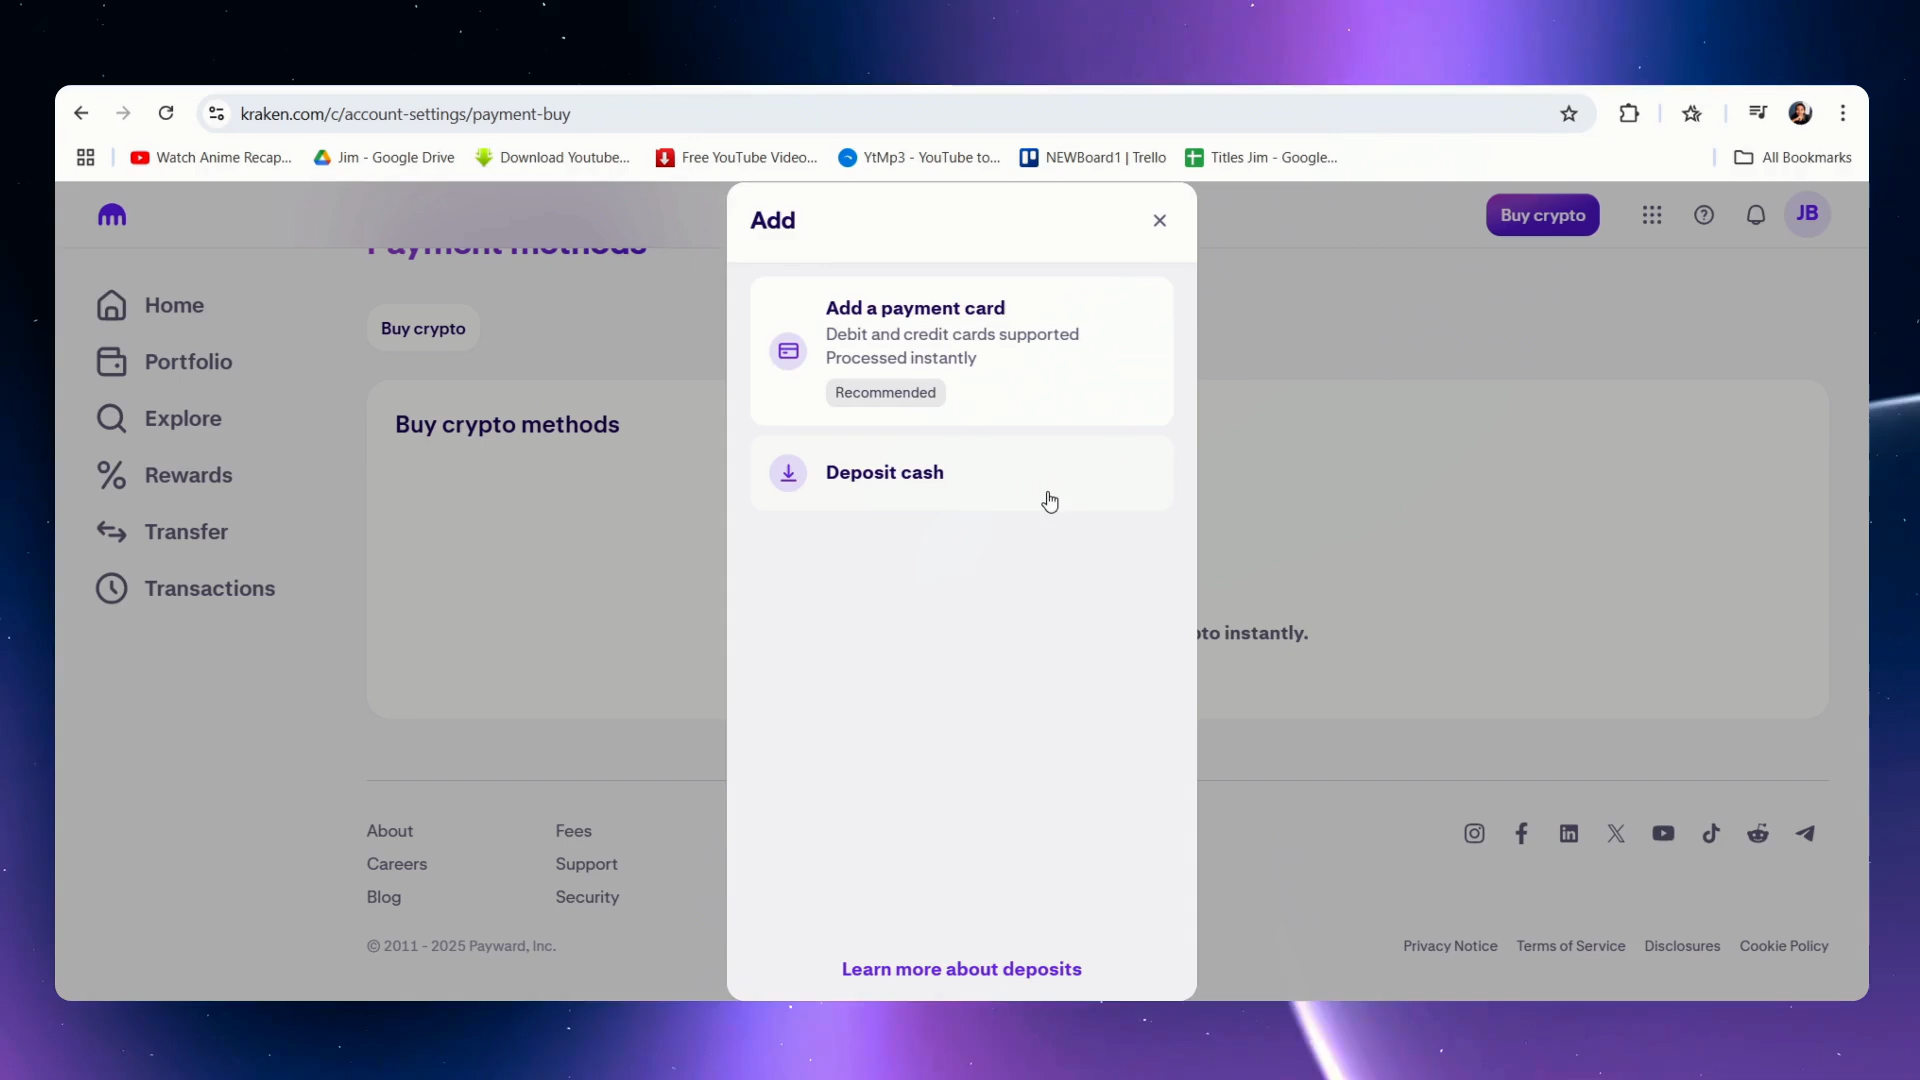 kraken.com/c/account-settings/payment-buy
Watch Anime Recap...
Jim - Google Drive
Download Youtube...
Free YouTube Video...
YtMp3 - YouTube to...
NEWBoard1 | Trello
Titles Jim - Google...
All Bookmarks
Buy crypto
JB
Home
Portfolio
Explore
Rewards
Transfer
Transactions
Payment methods
Buy crypto
Buy crypto methods
Add
Add a payment card
Debit and credit cards supported
Processed instantly
Recommended
Deposit cash
Learn more about deposits
pto instantly.
About
Careers
Blog
Fees
Support
Security
© 2011 - 2025 Payward, Inc.
Privacy Notice
Terms of Service
Disclosures
Cookie Policy